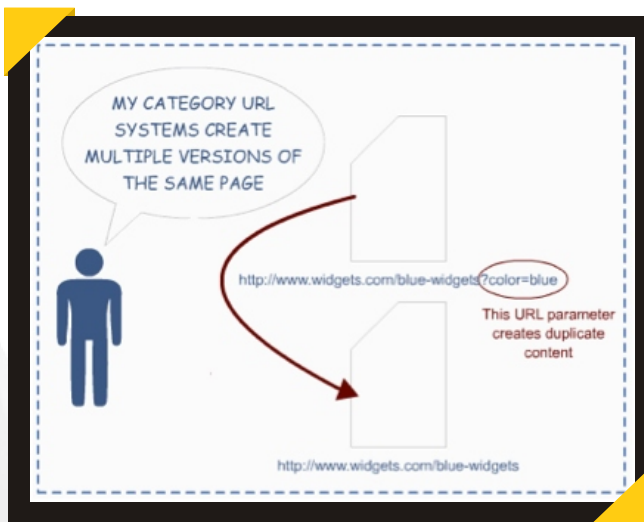 MY CATEGORY URL
SYSTEMS CREATE
MULTIPLE VERSIONS OF
THE SAME PAGE
http://www.widgets.com/blue-widgets?color=blue
This URL parameter
creates duplicate
content
http://www.widgets.com/blue-widgets